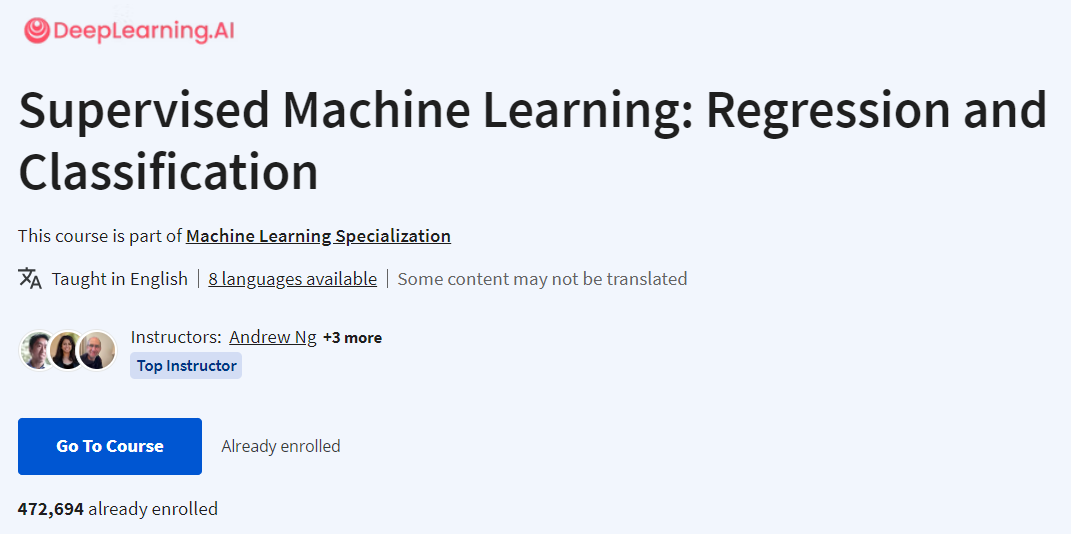 DeepLearning.AI
Supervised Machine Learning: Regression and
Classification
This course is part of Machine Learning Specialization
Taught in English | 8 languages available | Some content may not be translated
Instructors: Andrew Ng +3 more
Top Instructor
Go To Course Already enrolled
472,694 already enrolled